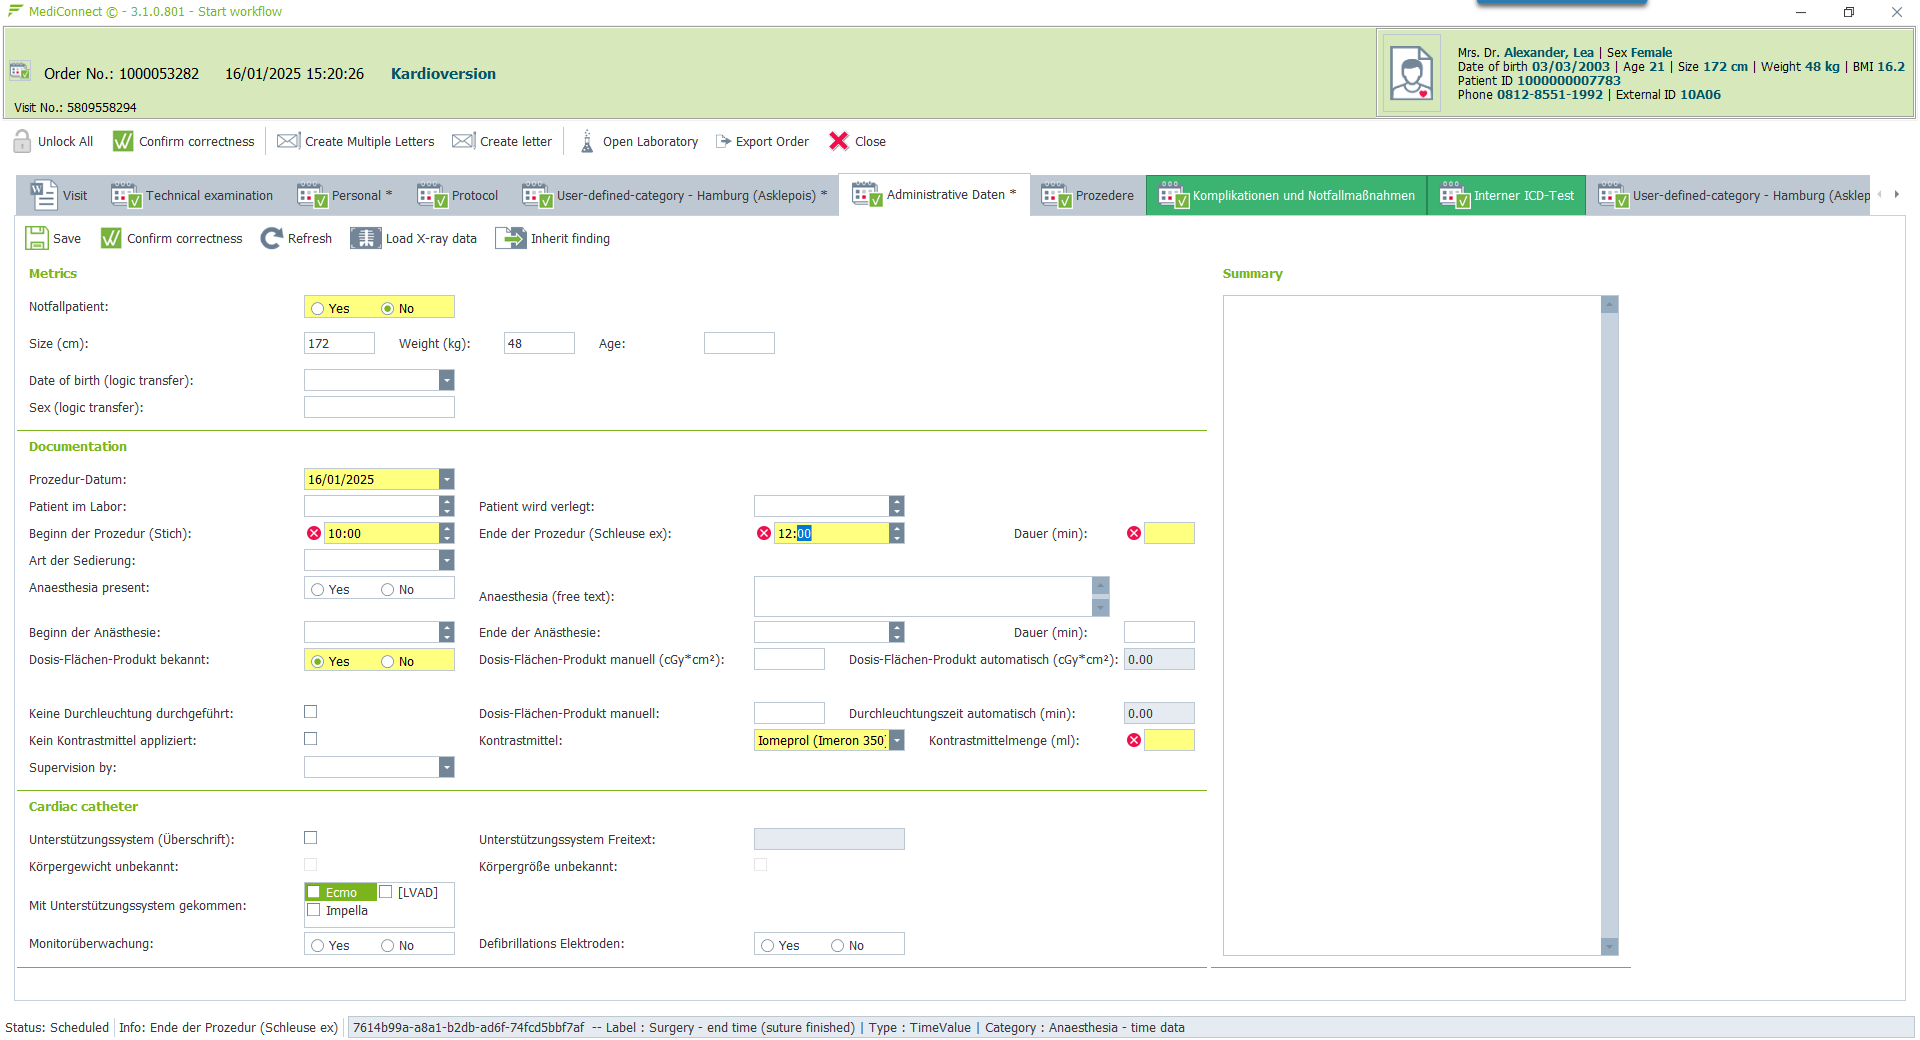 MediConnect © - 3.1.0.801 - Start workflow
Order No.: 1000053282 16/01/2025 15:20:26 Kardioversion
Visit No.: 5809558294
Mrs. Dr. Alexander, Lea | Sex Female
Date of birth 03/03/2003 | Age 21 | Size 172 cm | Weight 48 kg | BMI 16.2
Patient ID 1000000007783
Phone 0812-8551-1992 | External ID 10A06
Unlock All Confirm correctness Create Multiple Letters Create letter Open Laboratory Export Order Close
Visit Technical examination Personal * Protocol User-defined-category - Hamburg (Asklepois) * Administrative Daten * Prozedere Komplikationen und Notfallmaßnahmen Interner ICD-Test User-defined-category - Hamburg (Asklep
Save Confirm correctness Refresh Load X-ray data Inherit finding
Metrics
Notfallpatient: Yes No
Size (cm): 172 Weight (kg): 48 Age:
Date of birth (logic transfer):
Sex (logic transfer):
Documentation
Prozedur-Datum: 16/01/2025
Patient im Labor: Patient wird verlegt:
Beginn der Prozedur (Stich): 10:00 Ende der Prozedur (Schleuse ex): 12:00 Dauer (min):
Art der Sedierung:
Anaesthesia present: Yes No Anaesthesia (free text):
Beginn der Anästhesie: Ende der Anästhesie: Dauer (min):
Dosis-Flächen-Produkt bekannt: Yes No Dosis-Flächen-Produkt manuell (cGy*cm²): Dosis-Flächen-Produkt automatisch (cGy*cm²): 0.00
Keine Durchleuchtung durchgeführt: Dosis-Flächen-Produkt manuell: Durchleuchtungszeit automatisch (min): 0.00
Kein Kontrastmittel appliziert: Kontrastmittel: Iomeprol (Imeron 350) Kontrastmittelmenge (ml):
Supervision by:
Cardiac catheter
Unterstützungssystem (Überschrift): Unterstützungssystem Freitext:
Körpergewicht unbekannt: Körpergröße unbekannt:
Mit Unterstützungssystem gekommen: Ecmo [LVAD]
Impella
Monitorüberwachung: Yes No Defibrillations Elektroden: Yes No
Summary
Status: Scheduled Info: Ende der Prozedur (Schleuse ex) 7614b99a-a8a1-b2db-ad6f-74fcd5bbf7af -- Label : Surgery - end time (suture finished) | Type : TimeValue | Category : Anaesthesia - time data